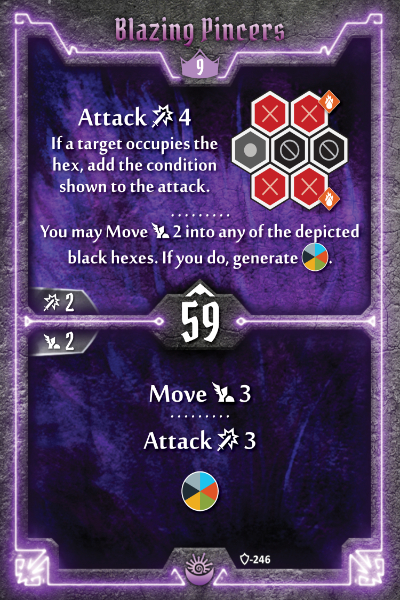 Blazing Pincers
9
Attack 4
If a target occupies the
hex, add the condition
shown to the attack.
You may Move 2 into any of the depicted
black hexes. If you do, generate .
2
59
2
Move 3
Attack 3
-246